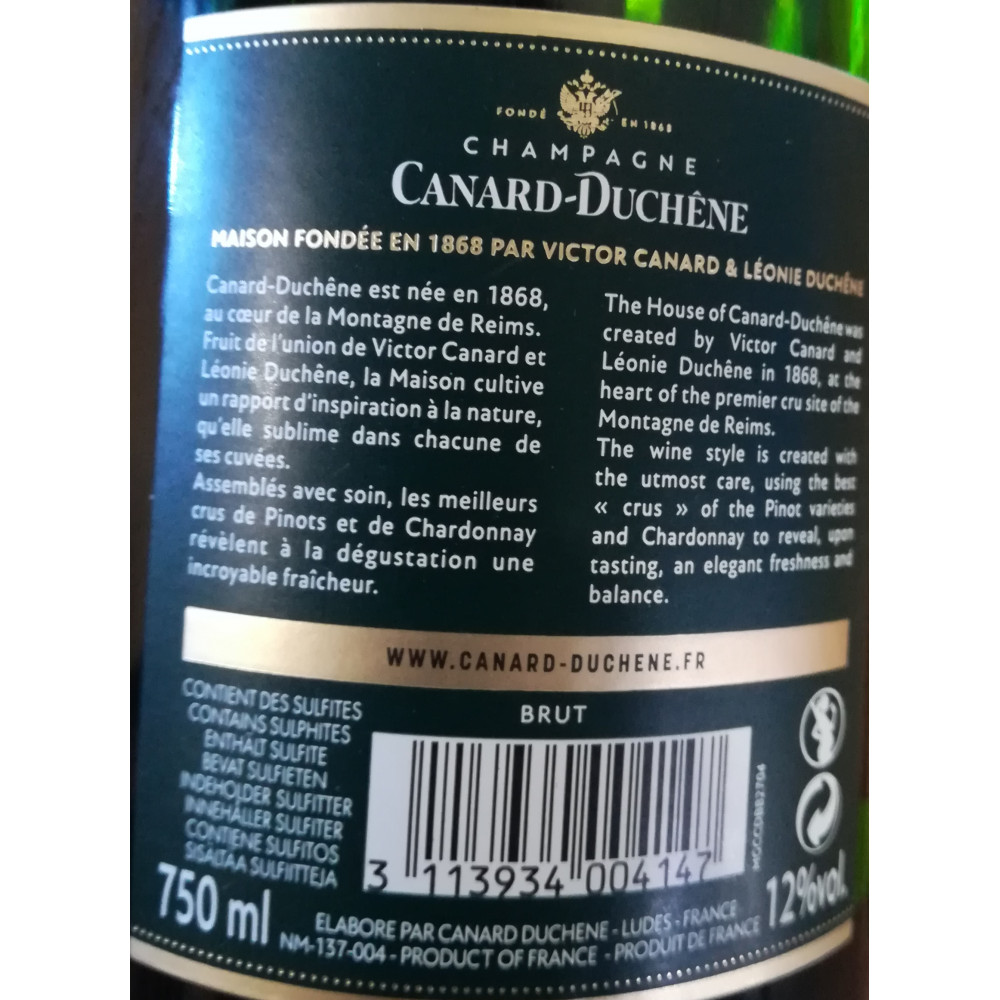 FONDÉ EN 1868
CHAMPAGNE
CANARD-DUCHÊNE
MAISON FONDÉE EN 1868 PAR VICTOR CANARD & LÉONIE DUCHÊNE
Canard-Duchêne est née en 1868,
au cœur de la Montagne de Reims.
Fruit de l'union de Victor Canard et
Léonie Duchêne, la Maison cultive
un rapport d'inspiration à la nature,
qu'elle sublime dans chacune de
ses cuvées.
Assemblés avec soin, les meilleurs
crus de Pinots et de Chardonnay
révèlent à la dégustation une
incroyable fraîcheur.
The House of Canard-Duchêne was
created by Victor Canard and
Léonie Duchêne in 1868, at the
heart of the premier cru site of the
Montagne de Reims.
The wine style is created with
the utmost care, using the best
« crus » of the Pinot varieties
and Chardonnay to reveal, upon
tasting, an elegant freshness and
balance.
WWW.CANARD-DUCHENE.FR
CONTIENT DES SULFITES
CONTAINS SULPHITES
ENTHÄLT SULFITE
BEVAT SULFIETEN
INDEHOLDER SULFITTER
INNEHÅLLER SULFITER
CONTIENE SULFITOS
SISÄLTÄÄ SULFIITTEJA
BRUT
3 113934 004147
MGCCDBB2704
750 ml
12%vol.
ELABORE PAR CANARD DUCHENE - LUDES - FRANCE
NM-137-004 - PRODUCT OF FRANCE - PRODUIT DE FRANCE